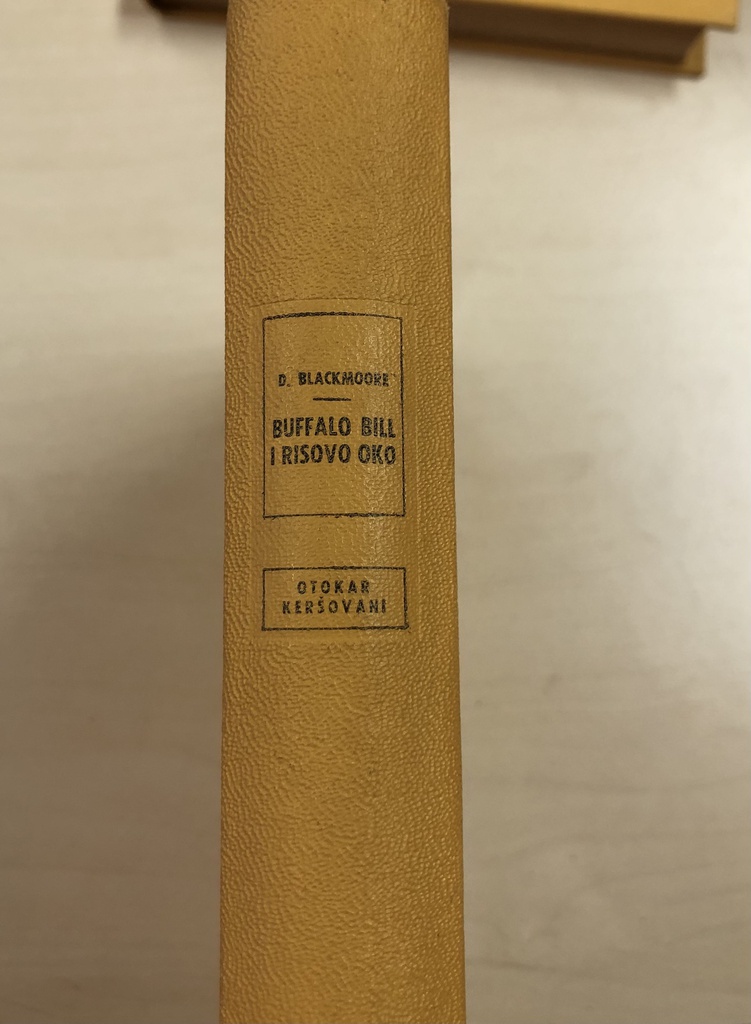 D. BLACKMOORE
BUFFALO BILL
I RISOVO OKO
OTOKAR
KERŠOVANI